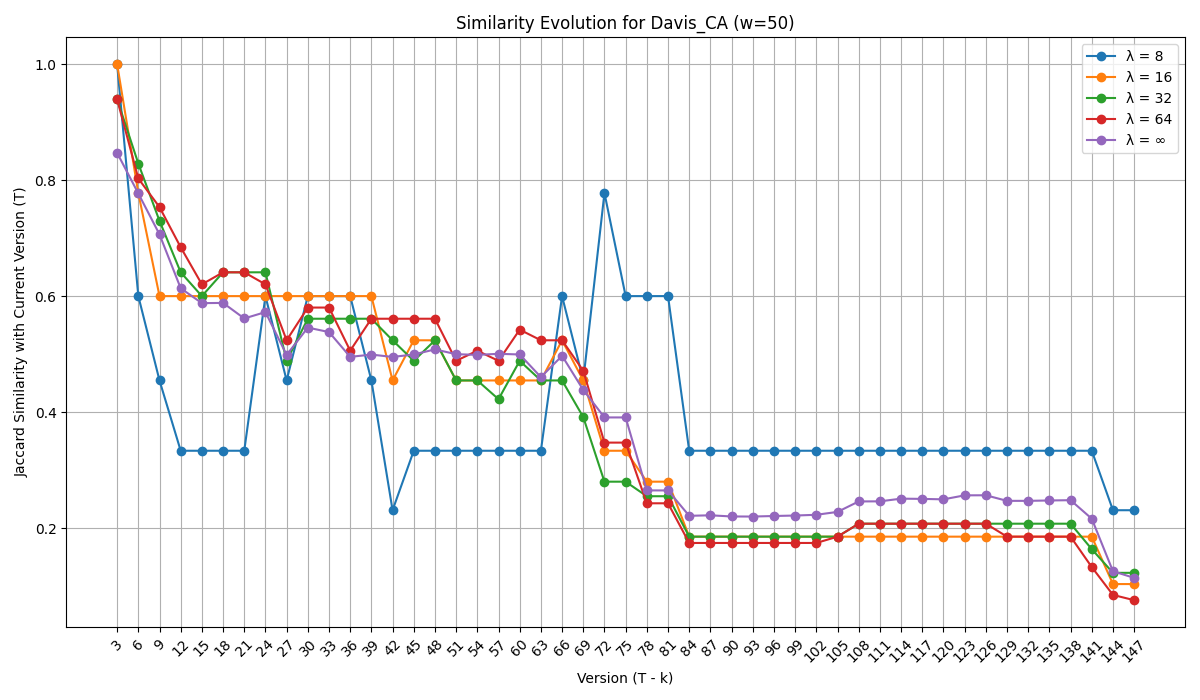 Similarity Evolution for Davis_CA (w=50)
λ = 8
λ = 16
λ = 32
λ = 64
λ = ∞
Jaccard Similarity with Current Version (T)
1.0
0.8
0.6
0.4
0.2
3 6 9 12 15 18 21 24 27 30 33 36 39 42 45 48 51 54 57 60 63 66 69 72 75 78 81 84 87 90 93 96 99 102 105 108 111 114 117 120 123 126 129 132 135 138 141 144 147
Version (T - k)